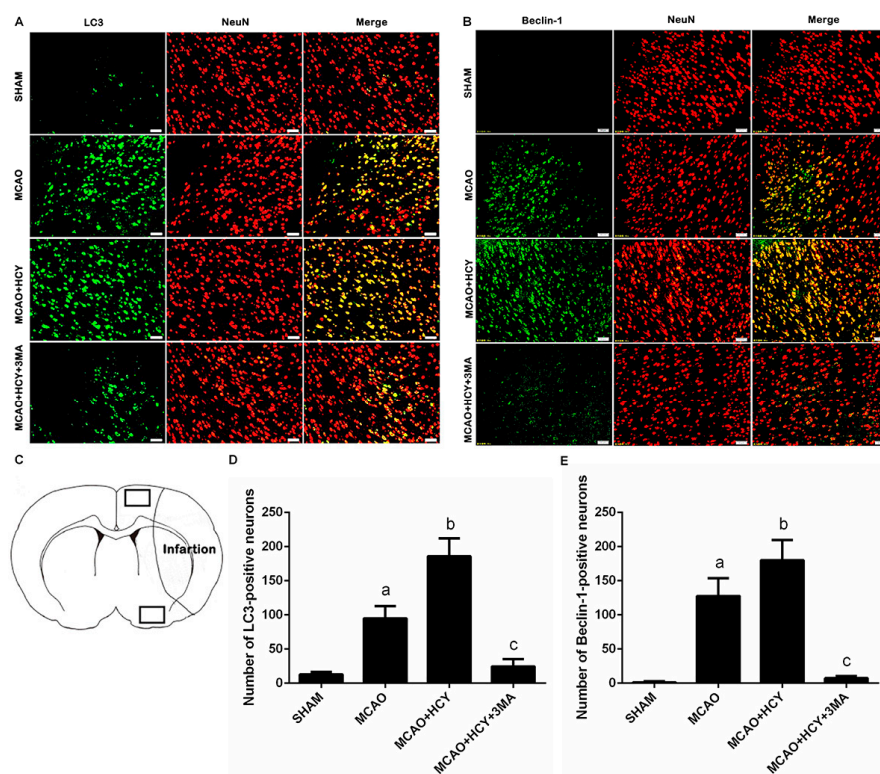 A
LC3 NeuN Merge
SHAM
MCAO
MCAO+HCY
MCAO+HCY+3MA
B
Beclin-1 NeuN Merge
SHAM
MCAO
MCAO+HCY
MCAO+HCY+3MA
C
Infartion
D
Number of LC3-positive neurons
250
200
150
100
50
0
a
b
c
SHAM
MCAO
MCAO+HCY
MCAO+HCY+3MA
E
Number of Beclin-1-positive neurons
250
200
150
100
50
0
a
b
c
SHAM
MCAO
MCAO+HCY
MCAO+HCY+3MA